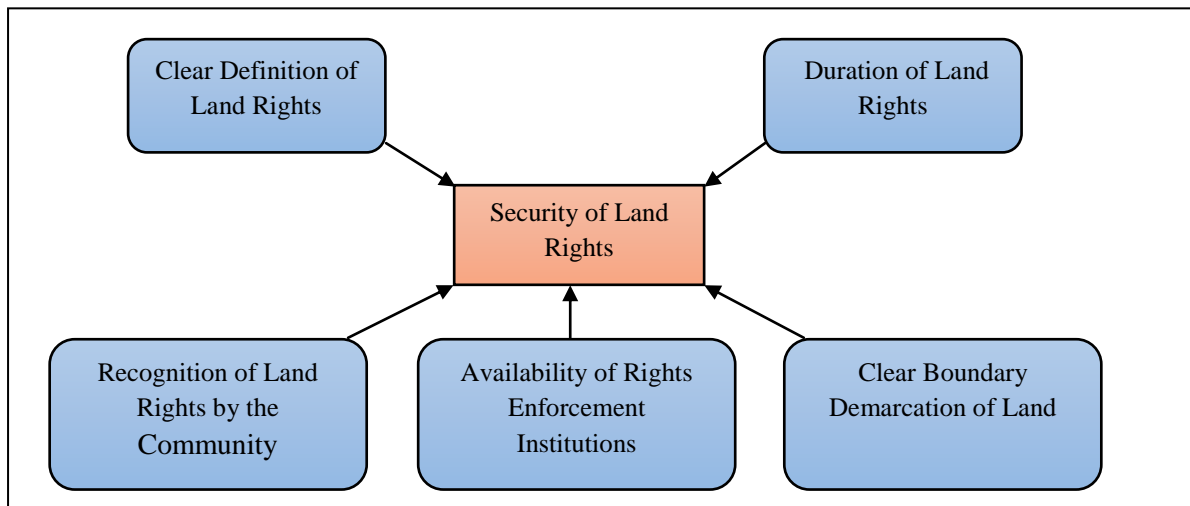 Clear Definition of
Land Rights
Duration of Land
Rights
Security of Land
Rights
Recognition of Land
Rights by the
Community
Availability of Rights
Enforcement
Institutions
Clear Boundary
Demarcation of Land